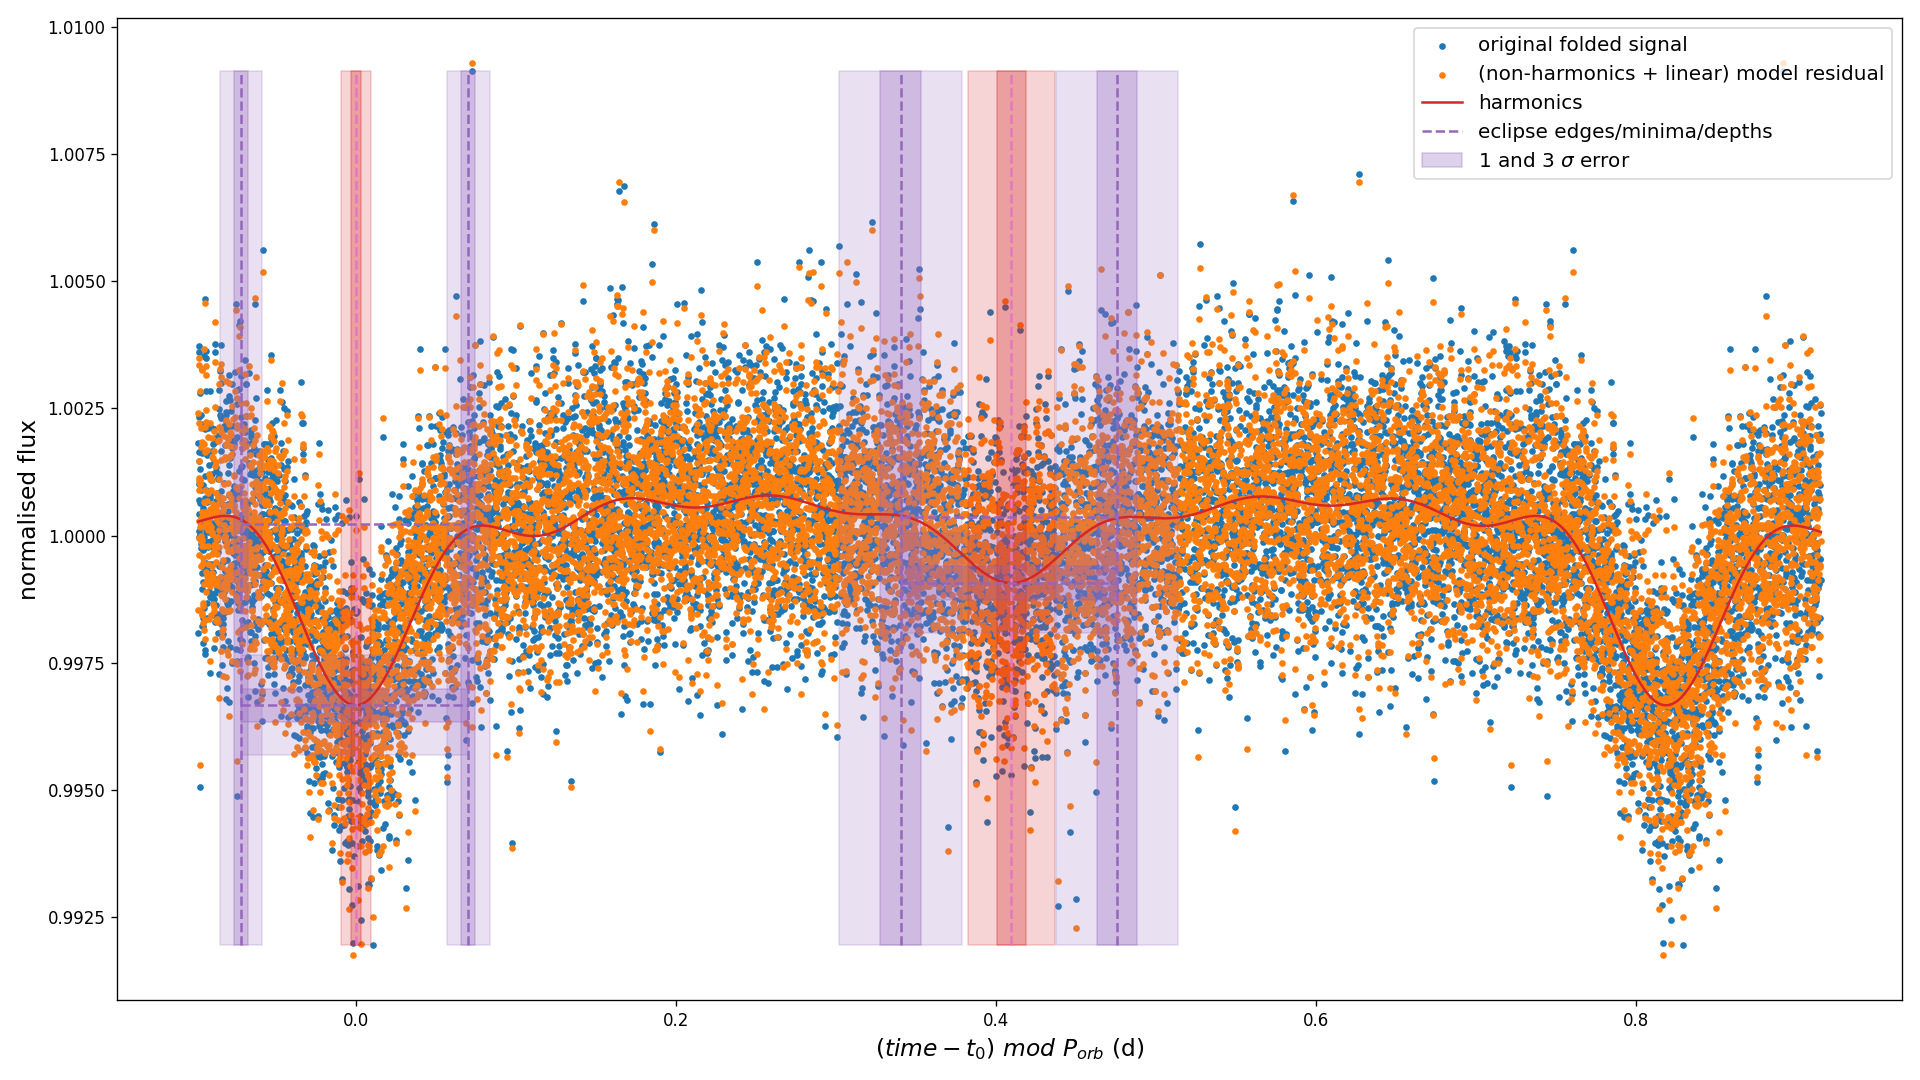 1.0100
1.0075
1.0050
1.0025
1.0000
0.9975
0.9950
0.9925
normalised flux
original folded signal
(non-harmonics + linear) model residual
harmonics
eclipse edges/minima/depths
1 and 3 σ error
0.0 0.2 0.4 0.6 0.8
(time − t₀) mod Pₒᵣb (d)